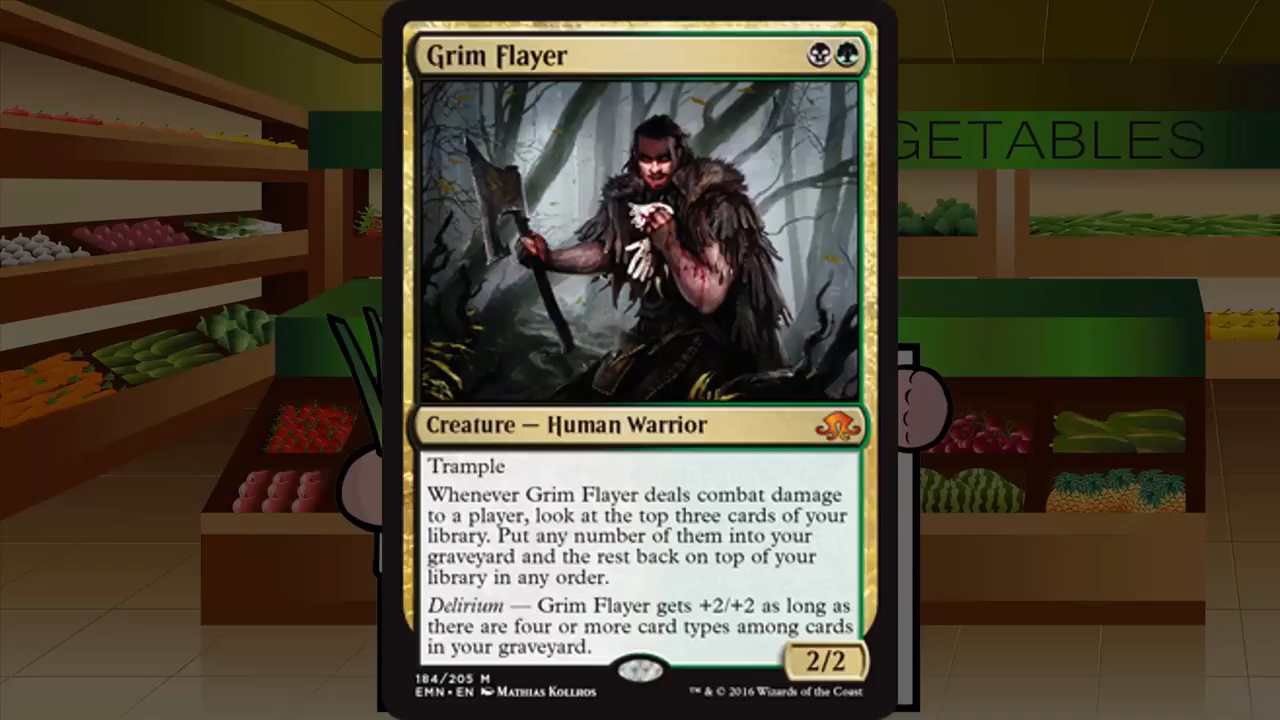 Grim Flayer
GETABLES
Creature — Human Warrior
Trample
Whenever Grim Flayer deals combat damage
to a player, look at the top three cards of your
library. Put any number of them into your
graveyard and the rest back on top of your
library in any order.
Delirium — Grim Flayer gets +2/+2 as long as
there are four or more card types among cards
in your graveyard.
2/2
184/205 M
EMN • EN Mathias Kollros
™ & © 2016 Wizards of the Coast